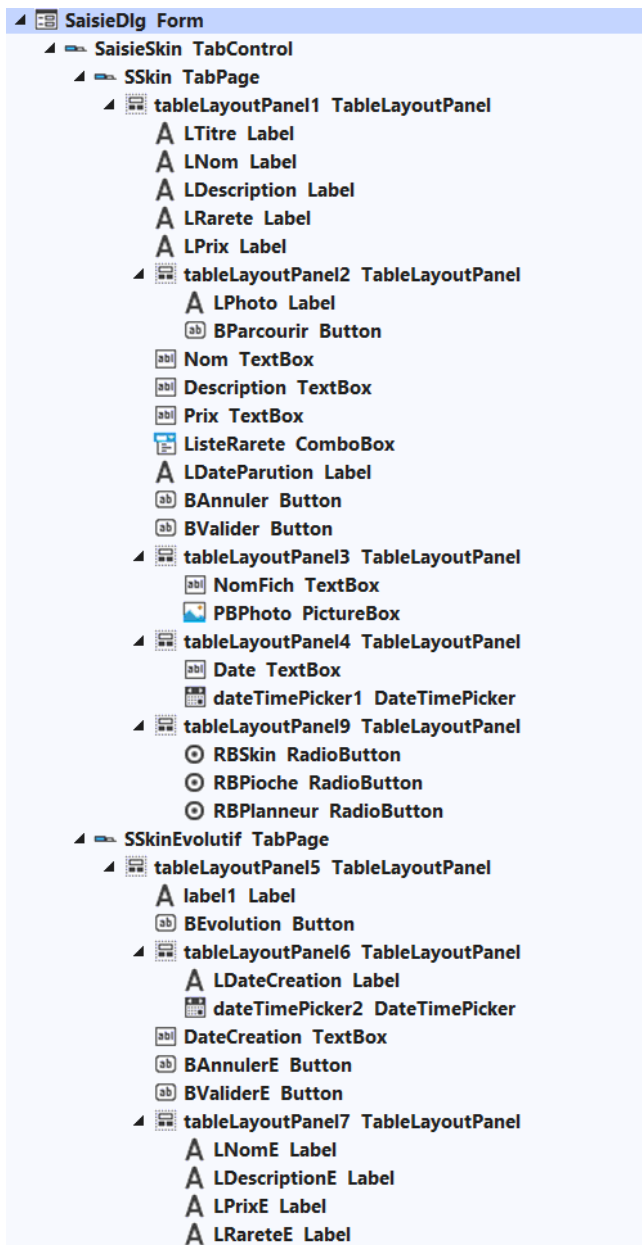 SaisieDlg Form
SaisieSkin TabControl
SSkin TabPage
tableLayoutPanel1 TableLayoutPanel
LTitre Label
LNom Label
LDescription Label
LRarete Label
LPrix Label
tableLayoutPanel2 TableLayoutPanel
LPhoto Label
BParcourir Button
Nom TextBox
Description TextBox
Prix TextBox
ListeRarete ComboBox
LDateParution Label
BAnnuler Button
BValider Button
tableLayoutPanel3 TableLayoutPanel
NomFich TextBox
PBPhoto PictureBox
tableLayoutPanel4 TableLayoutPanel
Date TextBox
dateTimePicker1 DateTimePicker
tableLayoutPanel9 TableLayoutPanel
RBSkin RadioButton
RBPioche RadioButton
RBPlanneur RadioButton
SSkinEvolutif TabPage
tableLayoutPanel5 TableLayoutPanel
label1 Label
BEvolution Button
tableLayoutPanel6 TableLayoutPanel
LDateCreation Label
dateTimePicker2 DateTimePicker
DateCreation TextBox
BAnnulerE Button
BValiderE Button
tableLayoutPanel7 TableLayoutPanel
LNomE Label
LDescriptionE Label
LPrixE Label
LRareteE Label